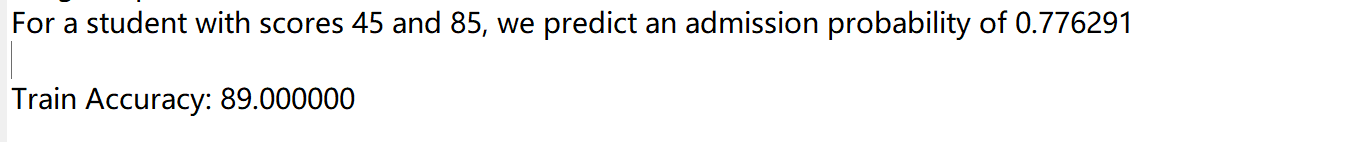 For a student with scores 45 and 85, we predict an admission probability of 0.776291
Train Accuracy: 89.000000